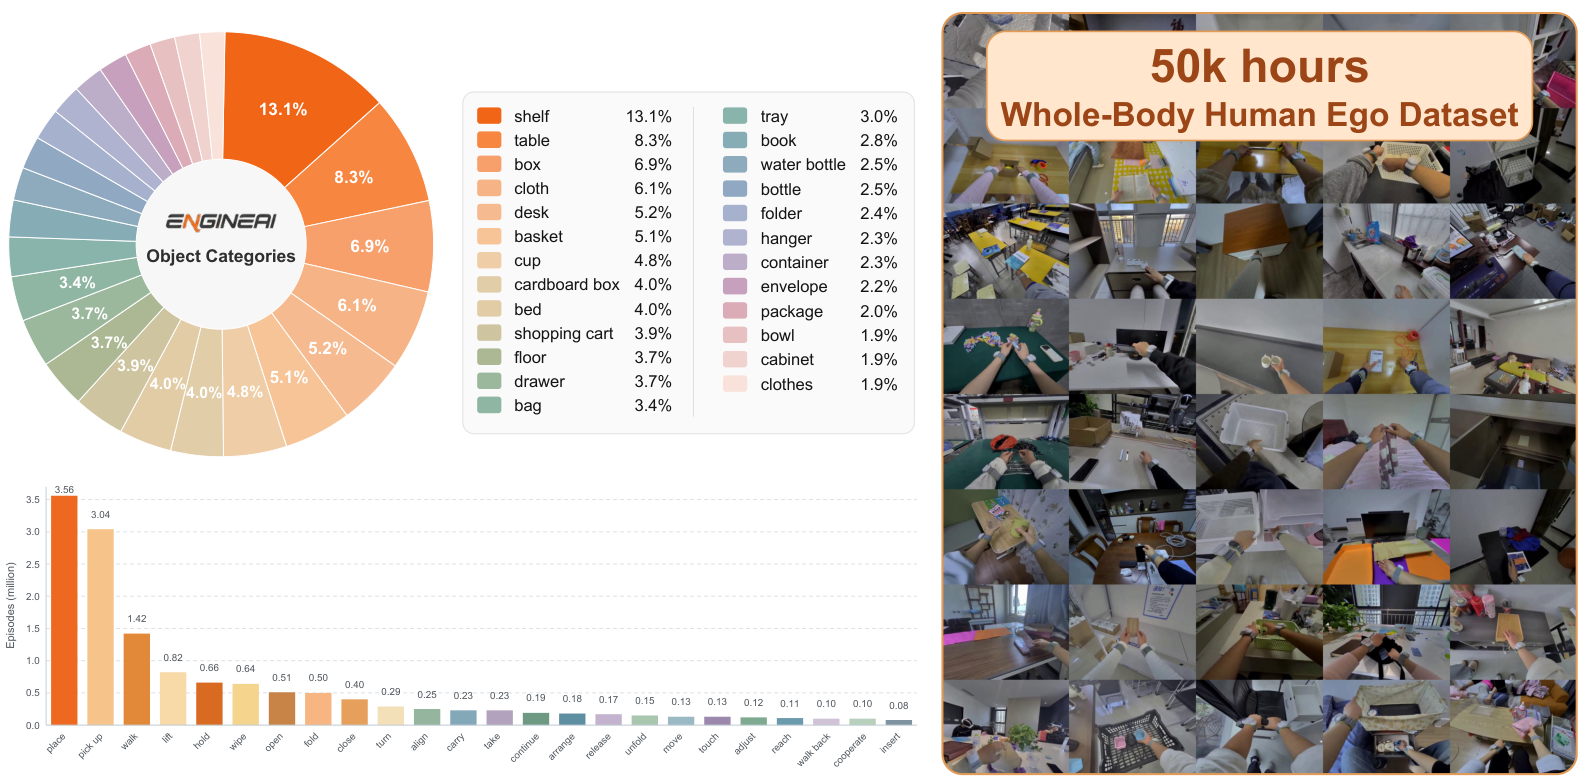 13.1%
8.3%
6.9%
6.1%
5.2%
5.1%
4.8%
4.0%
4.0%
3.9%
3.7%
3.7%
3.4%
ENGINEAI
Object Categories
shelf 13.1%
table 8.3%
box 6.9%
cloth 6.1%
desk 5.2%
basket 5.1%
cup 4.8%
cardboard box 4.0%
bed 4.0%
shopping cart 3.9%
floor 3.7%
drawer 3.7%
bag 3.4%
tray 3.0%
book 2.8%
water bottle 2.5%
bottle 2.5%
folder 2.4%
hanger 2.3%
container 2.3%
envelope 2.2%
package 2.0%
bowl 1.9%
cabinet 1.9%
clothes 1.9%
50k hours
Whole-Body Human Ego Dataset
Episodes (million)
3.5
3.0
2.5
2.0
1.5
1.0
0.5
0.0
3.56
3.04
1.42
0.82
0.66
0.64
0.51
0.50
0.40
0.29
0.25
0.23
0.23
0.19
0.18
0.17
0.15
0.13
0.13
0.12
0.11
0.10
0.10
0.08
place
pick up
walk
lift
hold
wipe
open
fold
close
turn
align
carry
take
continue
arrange
release
unfold
move
touch
adjust
reach
walk back
cooperate
insert